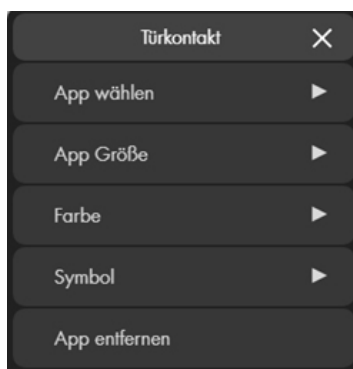 Türkontakt
App wählen
App Größe
Farbe
Symbol
App entfernen